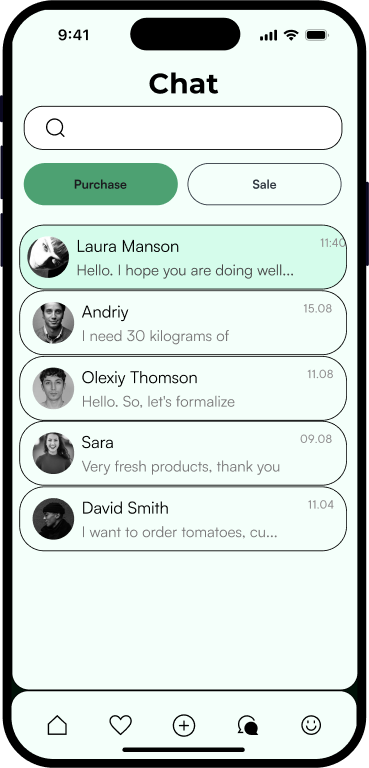 9:41
Chat
Purchase
Sale
Laura Manson
11:40
Hello. I hope you are doing well...
Andriy
15.08
I need 30 kilograms of
Olexiy Thomson
11.08
Hello. So, let's formalize
Sara
09.08
Very fresh products, thank you
David Smith
11.04
I want to order tomatoes, cu...